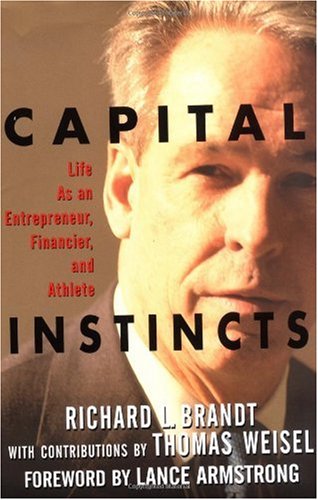 CAPITAL
Life
As an
Entrepreneur,
Financier,
and
Athlete
INSTINCTS
RICHARD L. BRANDT
WITH CONTRIBUTIONS BY THOMAS WEISEL
FOREWORD BY LANCE ARMSTRONG